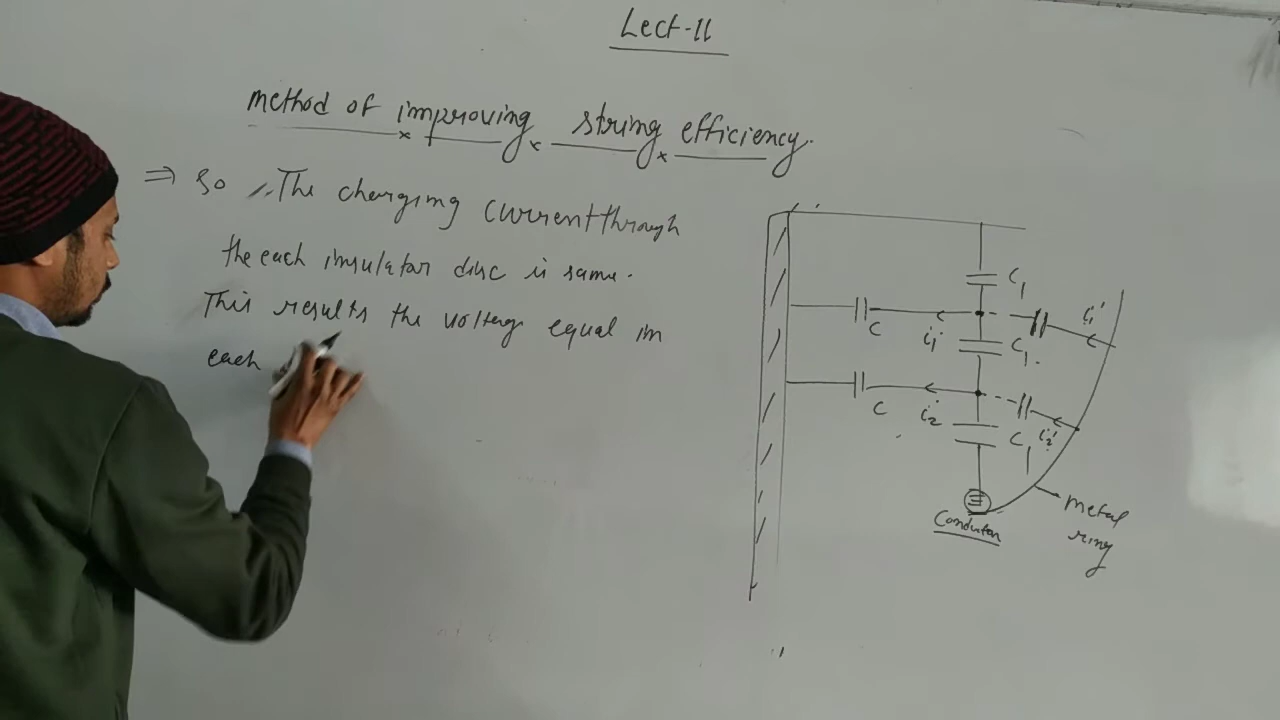 Lect-11
method of improving string efficiency.
⇒ so, The charging current through
the each insulator disc is same.
This results the voltage equal in
each
C1
C
i1
C1
i1'
C
i2
C1
i2'
Conductor
metal
ring